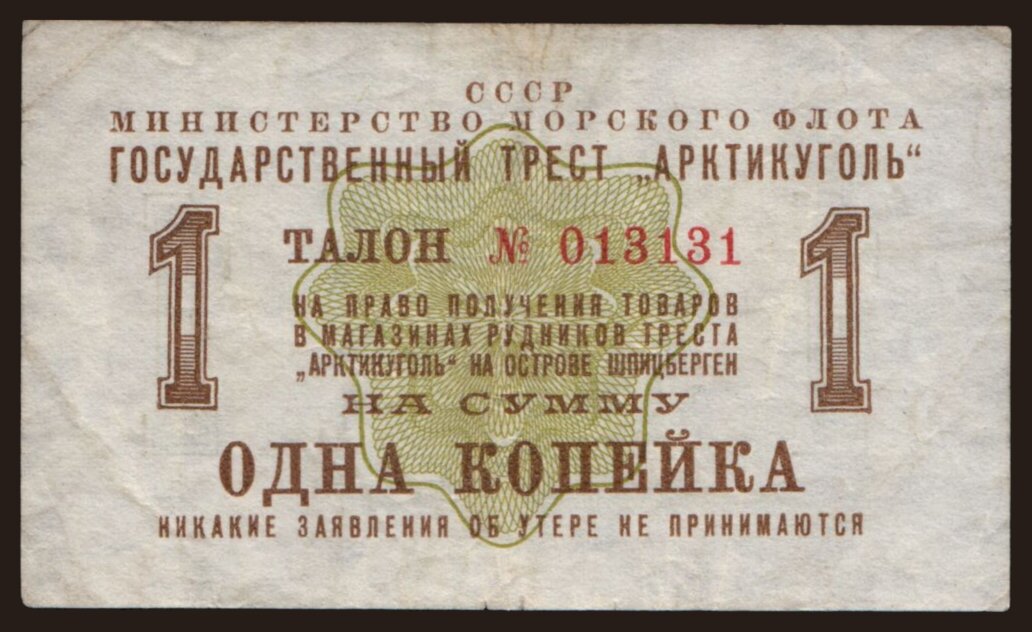 СССР
МИНИСТЕРСТВО МОРСКОГО ФЛОТА
ГОСУДАРСТВЕННЫЙ ТРЕСТ „АРКТИКУГОЛЬ“
1 ТАЛОН № 013131 1
НА ПРАВО ПОЛУЧЕНИЯ ТОВАРОВ
В МАГАЗИНАХ РУДНИКОВ ТРЕСТА
„АРКТИКУГОЛЬ“ НА ОСТРОВЕ ШПИЦБЕРГЕН
НА СУММУ
ОДНА КОПЕЙКА
НИКАКИЕ ЗАЯВЛЕНИЯ ОБ УТЕРЕ НЕ ПРИНИМАЮТСЯ